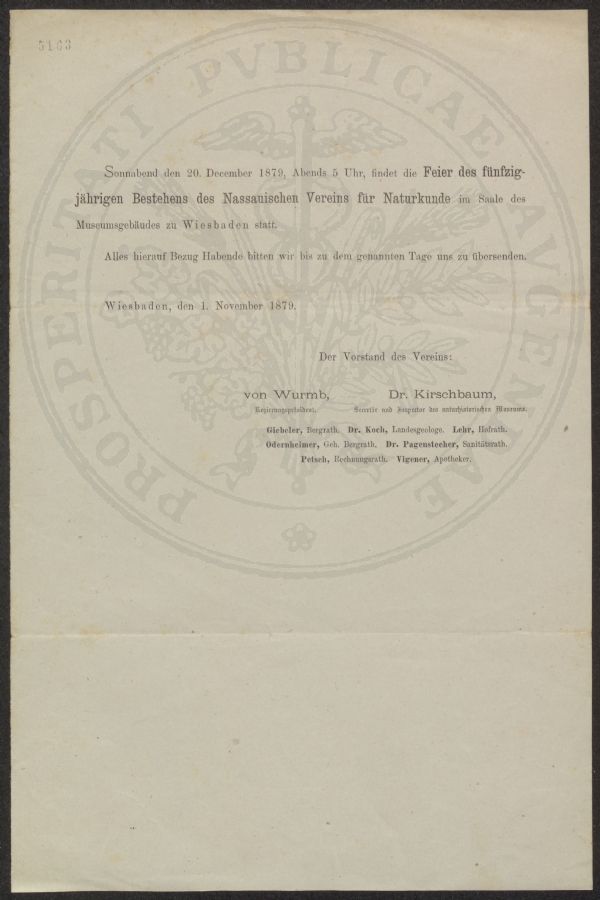 5163
Sonnabend den 20. December 1879, Abends 5 Uhr, findet die Feier des fünfzig-
jährigen Bestehens des Nassauischen Vereins für Naturkunde im Saale des
Museumsgebäudes zu Wiesbaden statt.
Alles hierauf Bezug Habende bitten wir bis zu dem genannten Tage uns zu übersenden.
Wiesbaden, den 1. November 1879.
Der Vorstand des Vereins:
von Wurmb, Dr. Kirschbaum,
Regierungspräsident. Secretär und Inspector des naturhistorischen Museums.
Giebeler, Bergrath. Dr. Koch, Landesgeologe. Lehr, Hofrath.
Odernheimer, Geh. Bergrath. Dr. Pagenstecher, Sanitätsrath.
Petsch, Rechnungsrath. Vigener, Apotheker.
PROSPERITATI PVBLICAE AVGENDAE